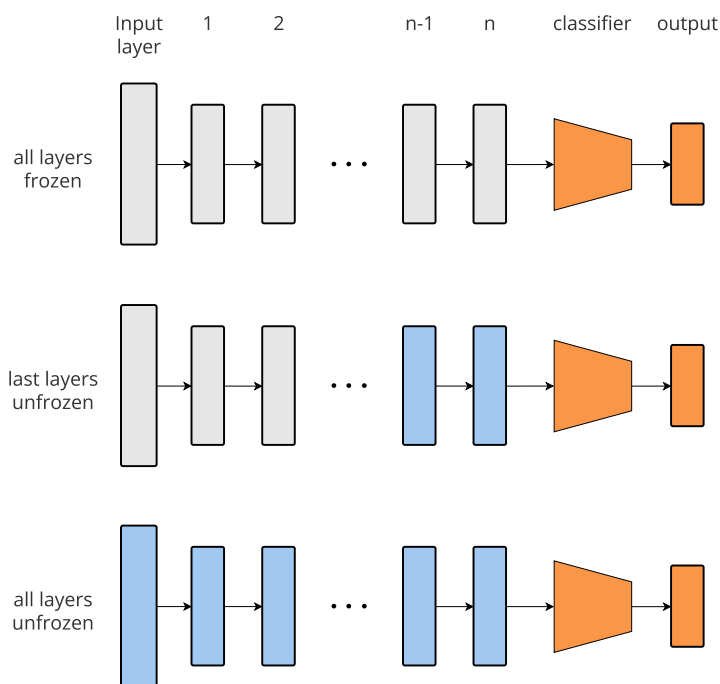 Input
layer
1
2
n-1
n
classifier
output
all layers
frozen
last layers
unfrozen
all layers
unfrozen